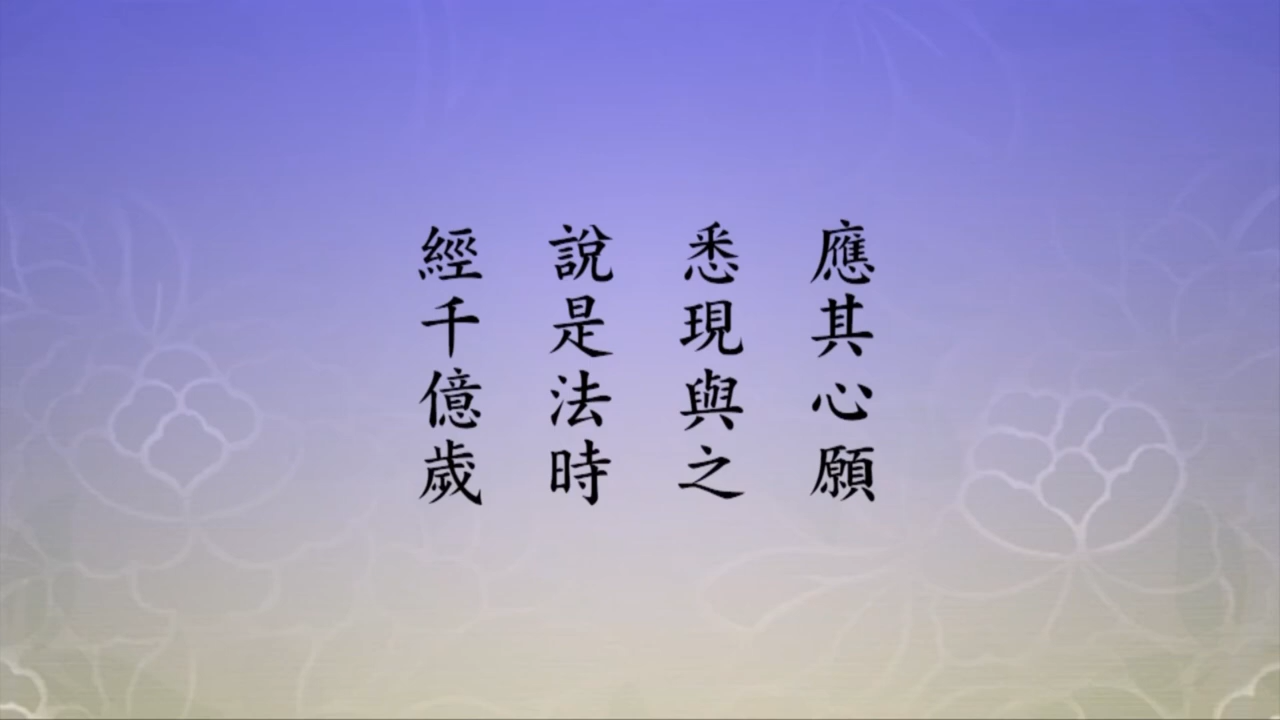 應其心願
悉現與之
說是法時
經千億歲